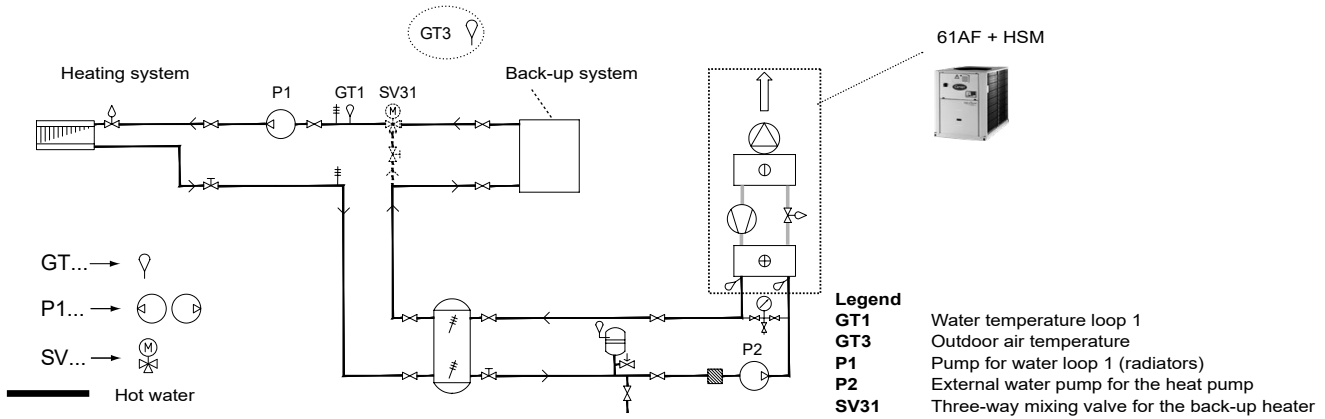 GT3
61AF + HSM
Heating system
Back-up system
P1
GT1
SV31
M
GT...
P1...
SV...
M
Hot water
P2
Legend
GT1 Water temperature loop 1
GT3 Outdoor air temperature
P1 Pump for water loop 1 (radiators)
P2 External water pump for the heat pump
SV31 Three-way mixing valve for the back-up heater